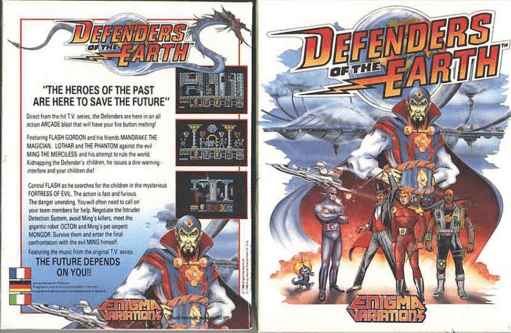 DEFENDERS
OF THE
EARTH
"THE HEROES OF THE PAST
ARE HERE TO SAVE THE FUTURE"
Direct from the hit T.V. series, the Defenders are here in an all
action ARCADE blast that will have your fire button melting!
Featuring FLASH GORDON and his friends MANDRAKE THE
MAGICIAN, LOTHAR and THE PHANTOM against the evil
MING THE MERCILESS and his attempt to rule the world.
Kidnapping the Defender's children, he issues a dire warning -
interfere and your children die!
Control FLASH as he searches for the children in the mysterious
FORTRESS OF EVIL. The action is fast and furious.
The danger unending. You will often need to call on
your team members for help. Negotiate the Intruder
Detection System, avoid Ming's killers, meet the
gigantic robot OCTON and Ming's pet serpent
MONGOR. Survive them and enter the final
confrontation with the evil MING himself.
Featuring the music from the original T.V. series.
THE FUTURE DEPENDS
ON YOU!!
ENIGMA
VARIATIONS
DEFENDERS
OF THE
EARTH
TM
ENIGMA
VARIATIONS